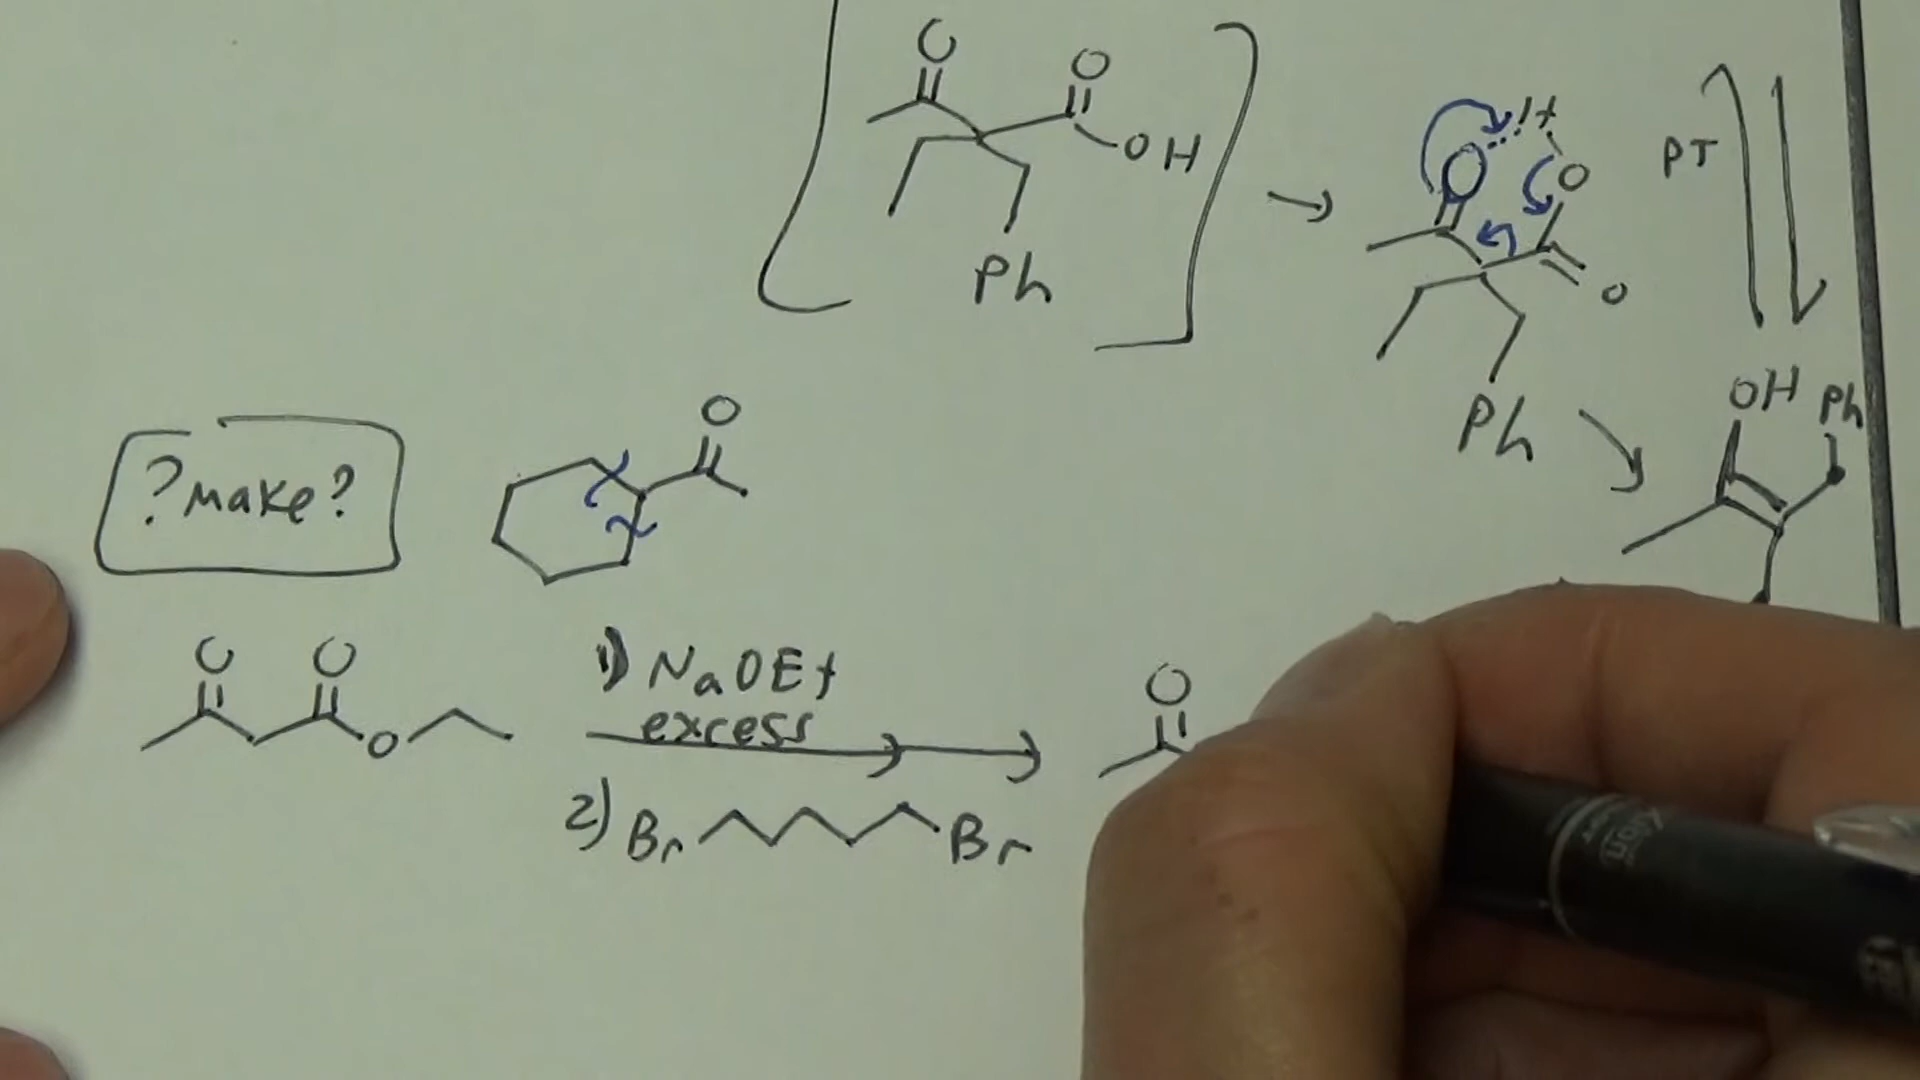 O
O
OH
Ph
H
O
O
O
Ph
PT
OH Ph
?make?
O
O O
O
1) NaOEt
excess
2) Br Br
O